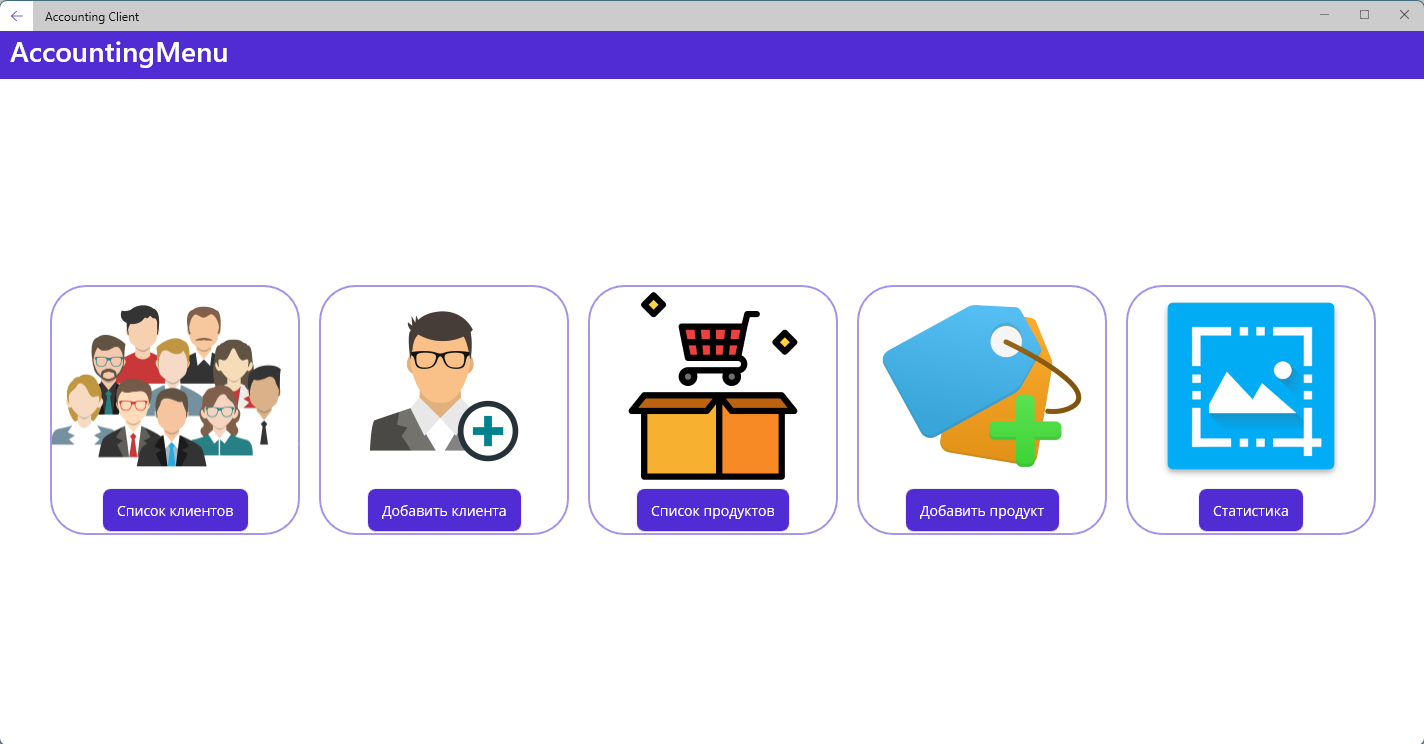 Accounting Client
AccountingMenu
Список клиентов
Добавить клиента
Список продуктов
Добавить продукт
Статистика